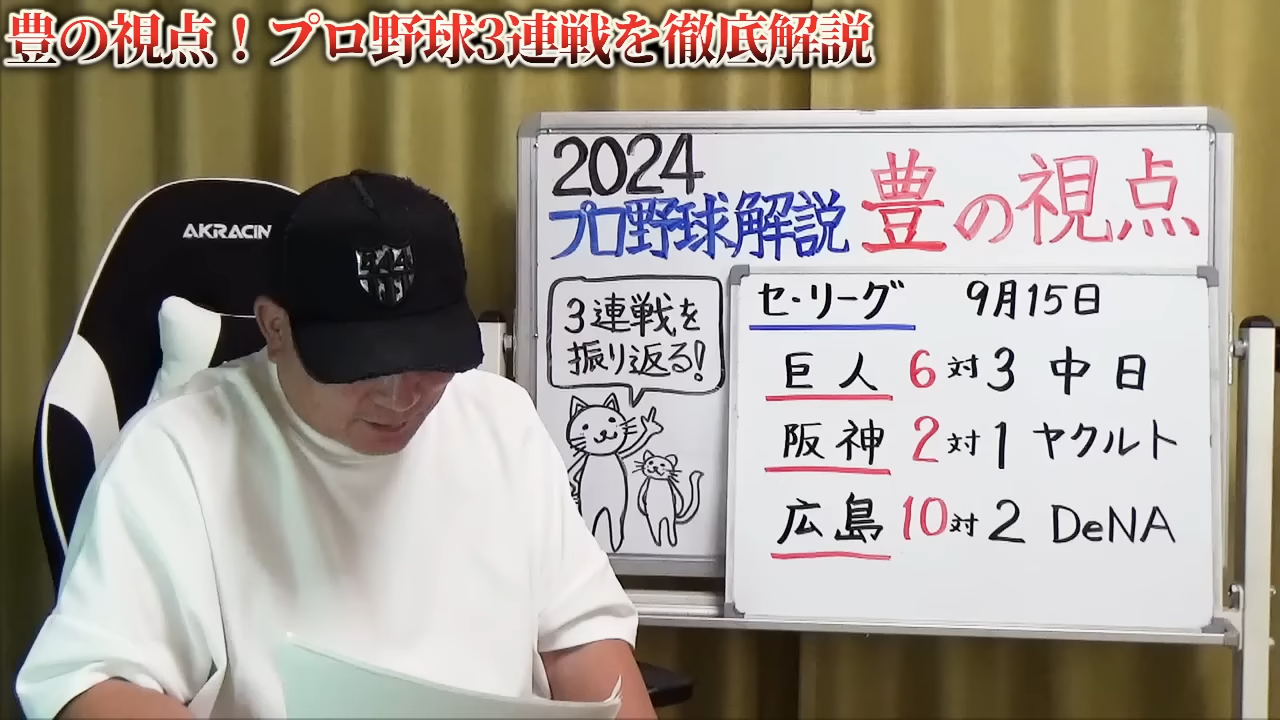 豊の視点！プロ野球3連戦を徹底解説
2024
プロ野球解説 豊の視点
AKRACIN
3連戦を
振り返る!
セ・リーグ 9月15日
巨人 6 対 3 中日
阪神 2 対 1 ヤクルト
広島 10 対 2 DeNA